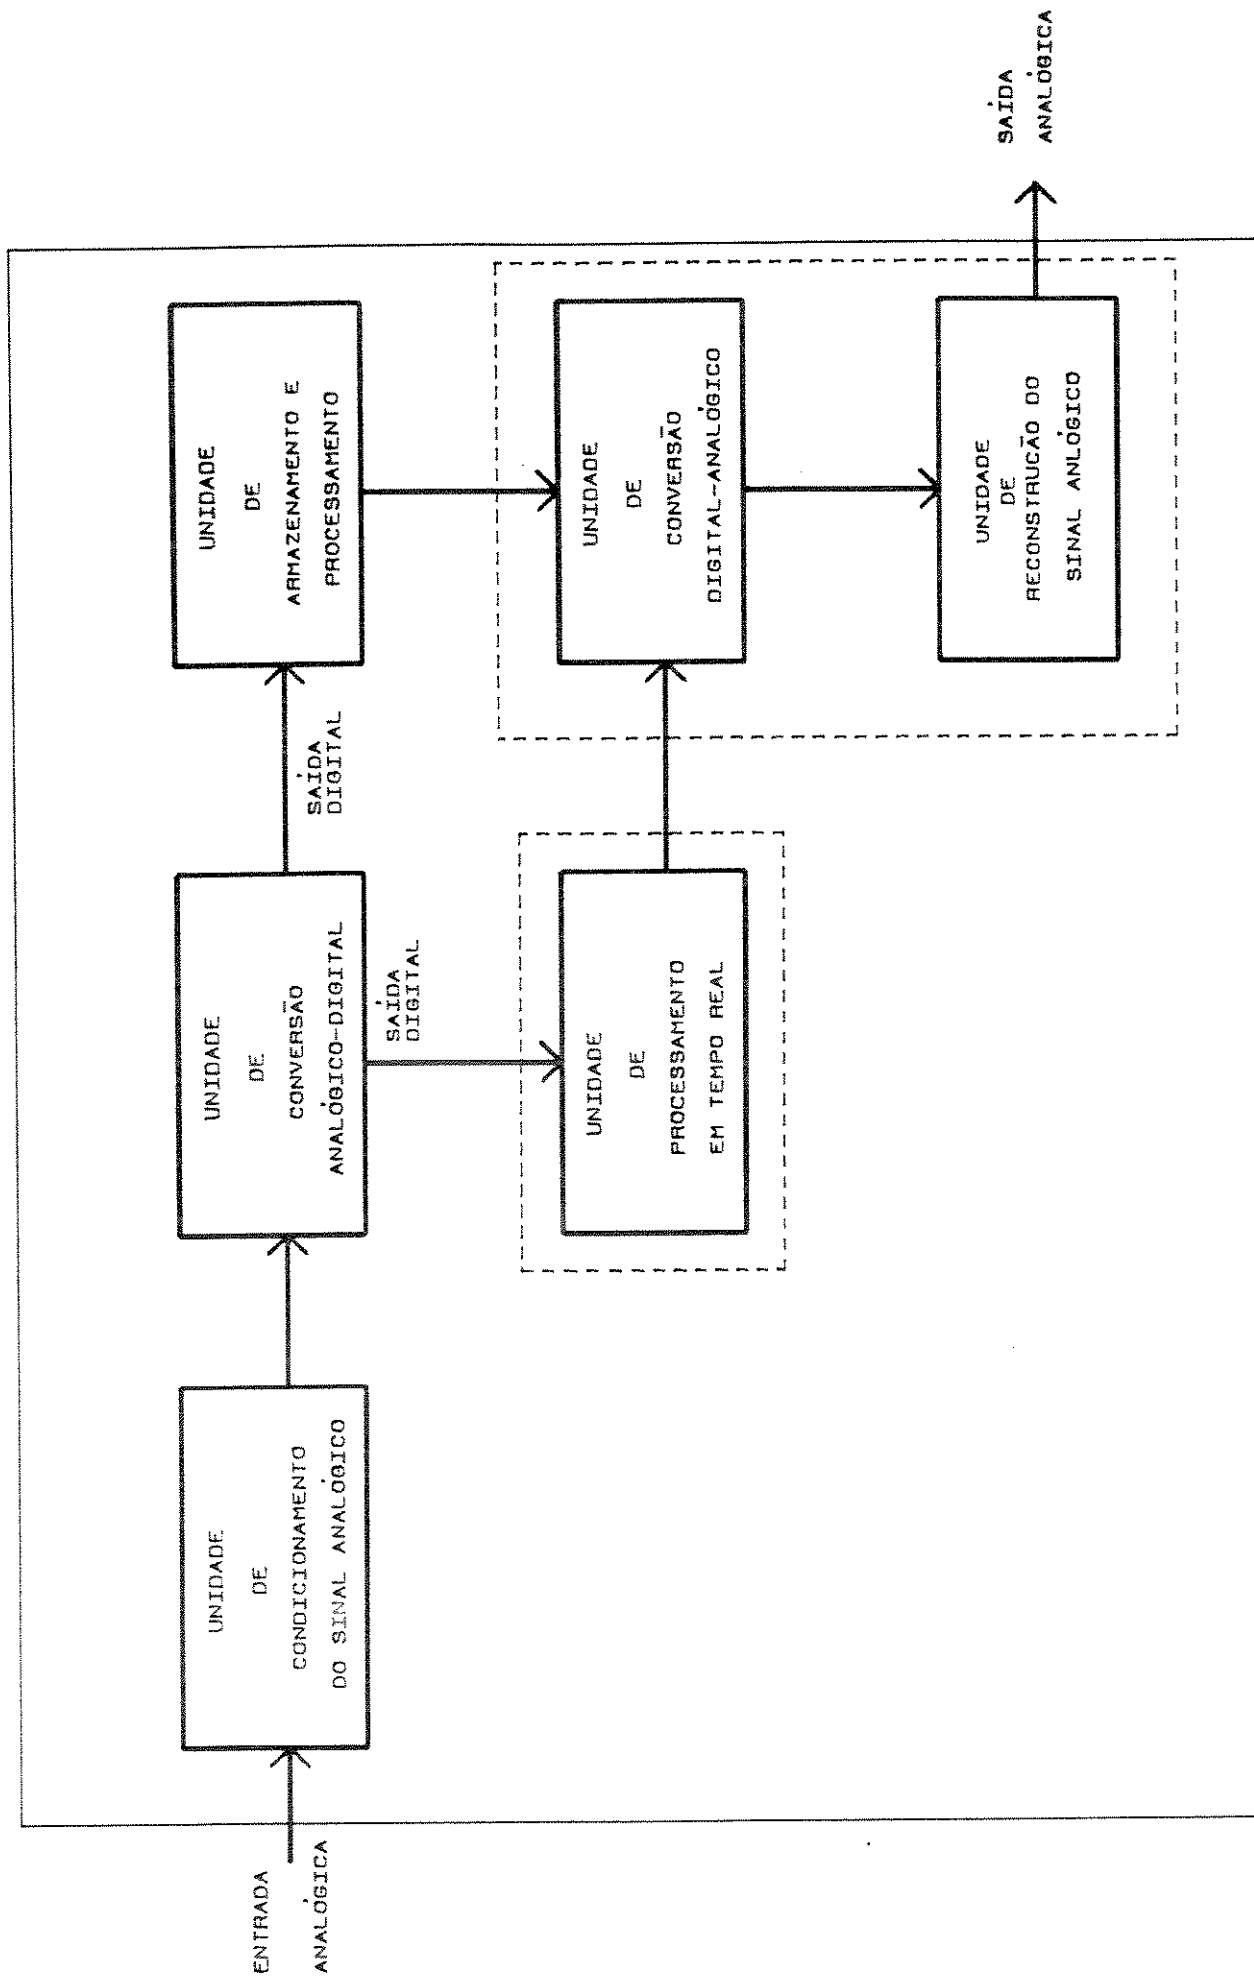 ENTRADA
ANALÓGICA
UNIDADE
DE
CONDICIONAMENTO
DO SINAL ANALÓGICO
UNIDADE
DE
CONVERSÃO
ANALÓGICO-DIGITAL
SAÍDA
DIGITAL
UNIDADE
DE
ARMAZENAMENTO E
PROCESSAMENTO
SAÍDA
DIGITAL
UNIDADE
DE
PROCESSAMENTO
EM TEMPO REAL
UNIDADE
DE
CONVERSÃO
DIGITAL-ANALÓGICO
UNIDADE
DE
RECONSTRUCÃO DO
SINAL ANLÓGICO
SAÍDA
ANALÓGICA